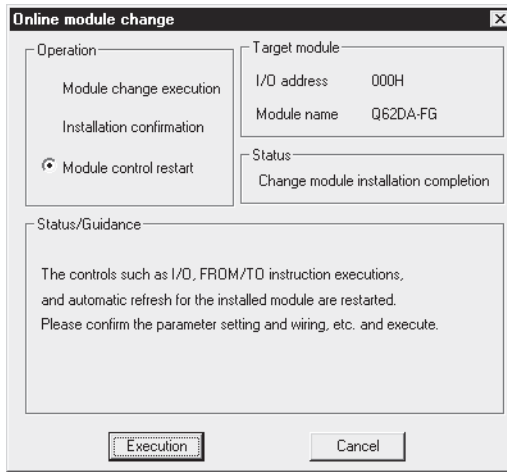 Online module change
Operation
Module change execution
Installation confirmation
Module control restart
Target module
I/O address 000H
Module name Q62DA-FG
Status
Change module installation completion
Status/Guidance
The controls such as I/O, FROM/TO instruction executions,
and automatic refresh for the installed module are restarted.
Please confirm the parameter setting and wiring, etc. and execute.
Execution Cancel